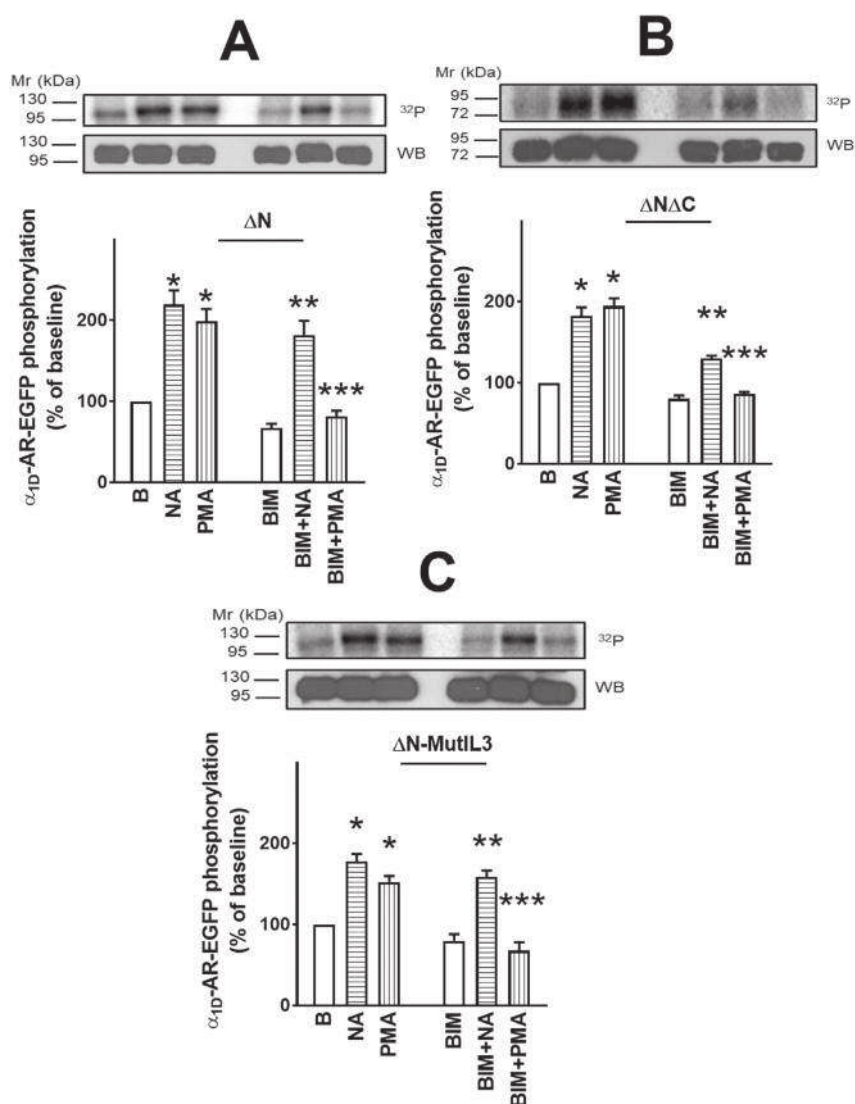 A
Mr (kDa)
130
95
32P
130
95
WB
ΔN
α1D-AR-EGFP phosphorylation
(% of baseline)
200
100
0
*
*
**
***
B
NA
PMA
BIM
BIM+NA
BIM+PMA
B
Mr (kDa)
95
72
32P
95
72
WB
ΔNΔC
α1D-AR-EGFP phosphorylation
(% of baseline)
200
100
0
*
*
**
***
B
NA
PMA
BIM
BIM+NA
BIM+PMA
C
Mr (kDa)
130
95
32P
130
95
WB
ΔN-MutIL3
α1D-AR-EGFP phosphorylation
(% of baseline)
200
100
0
*
*
**
***
B
NA
PMA
BIM
BIM+NA
BIM+PMA